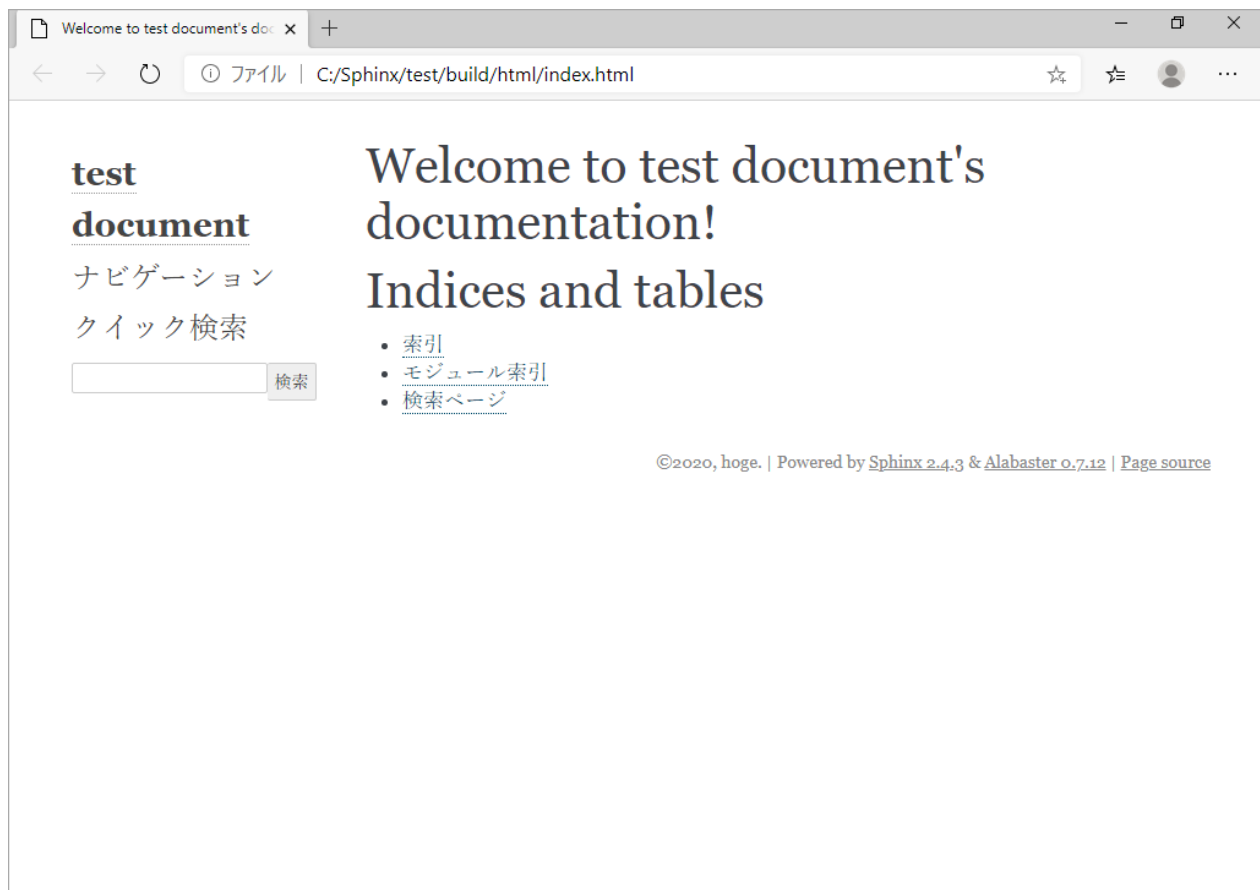 Welcome to test document's doc
ファイル | C:/Sphinx/test/build/html/index.html
test
document
ナビゲーション
クイック検索
検索
Welcome to test document's
documentation!
Indices and tables
索引
モジュール索引
検索ページ
©2020, hoge. | Powered by Sphinx 2.4.3 & Alabaster 0.7.12 | Page source